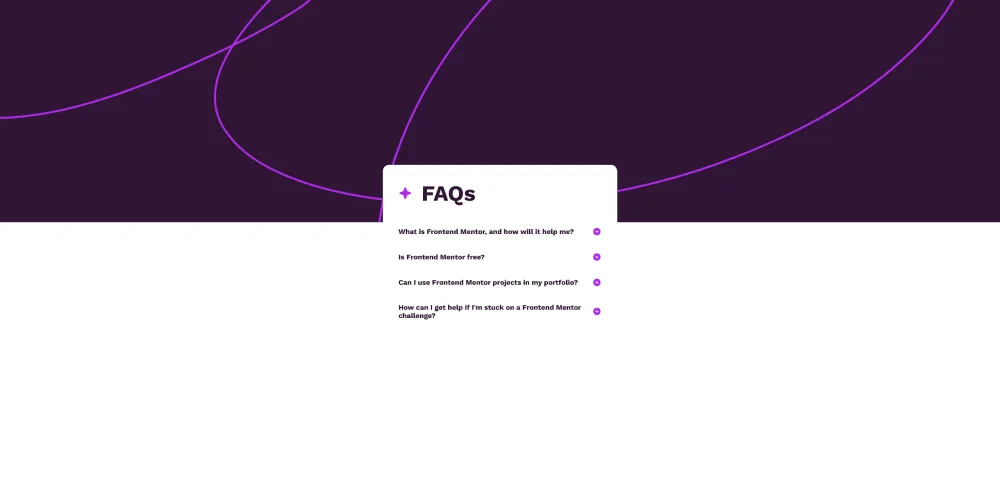 FAQs
What is Frontend Mentor, and how will it help me?
Is Frontend Mentor free?
Can I use Frontend Mentor projects in my portfolio?
How can I get help if I'm stuck on a Frontend Mentor
challenge?